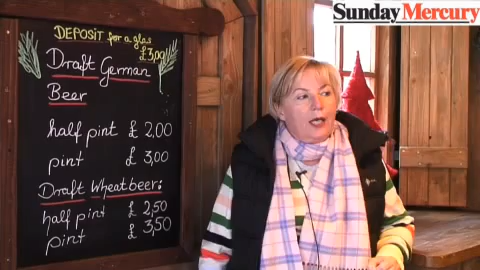 Sunday Mercury
DEPOSIT for a glas
£3,00
Draft German
Beer
half pint £ 2,00
pint £ 3,00
Draft Wheatbeer:
half pint £ 2,50
pint £ 3,50